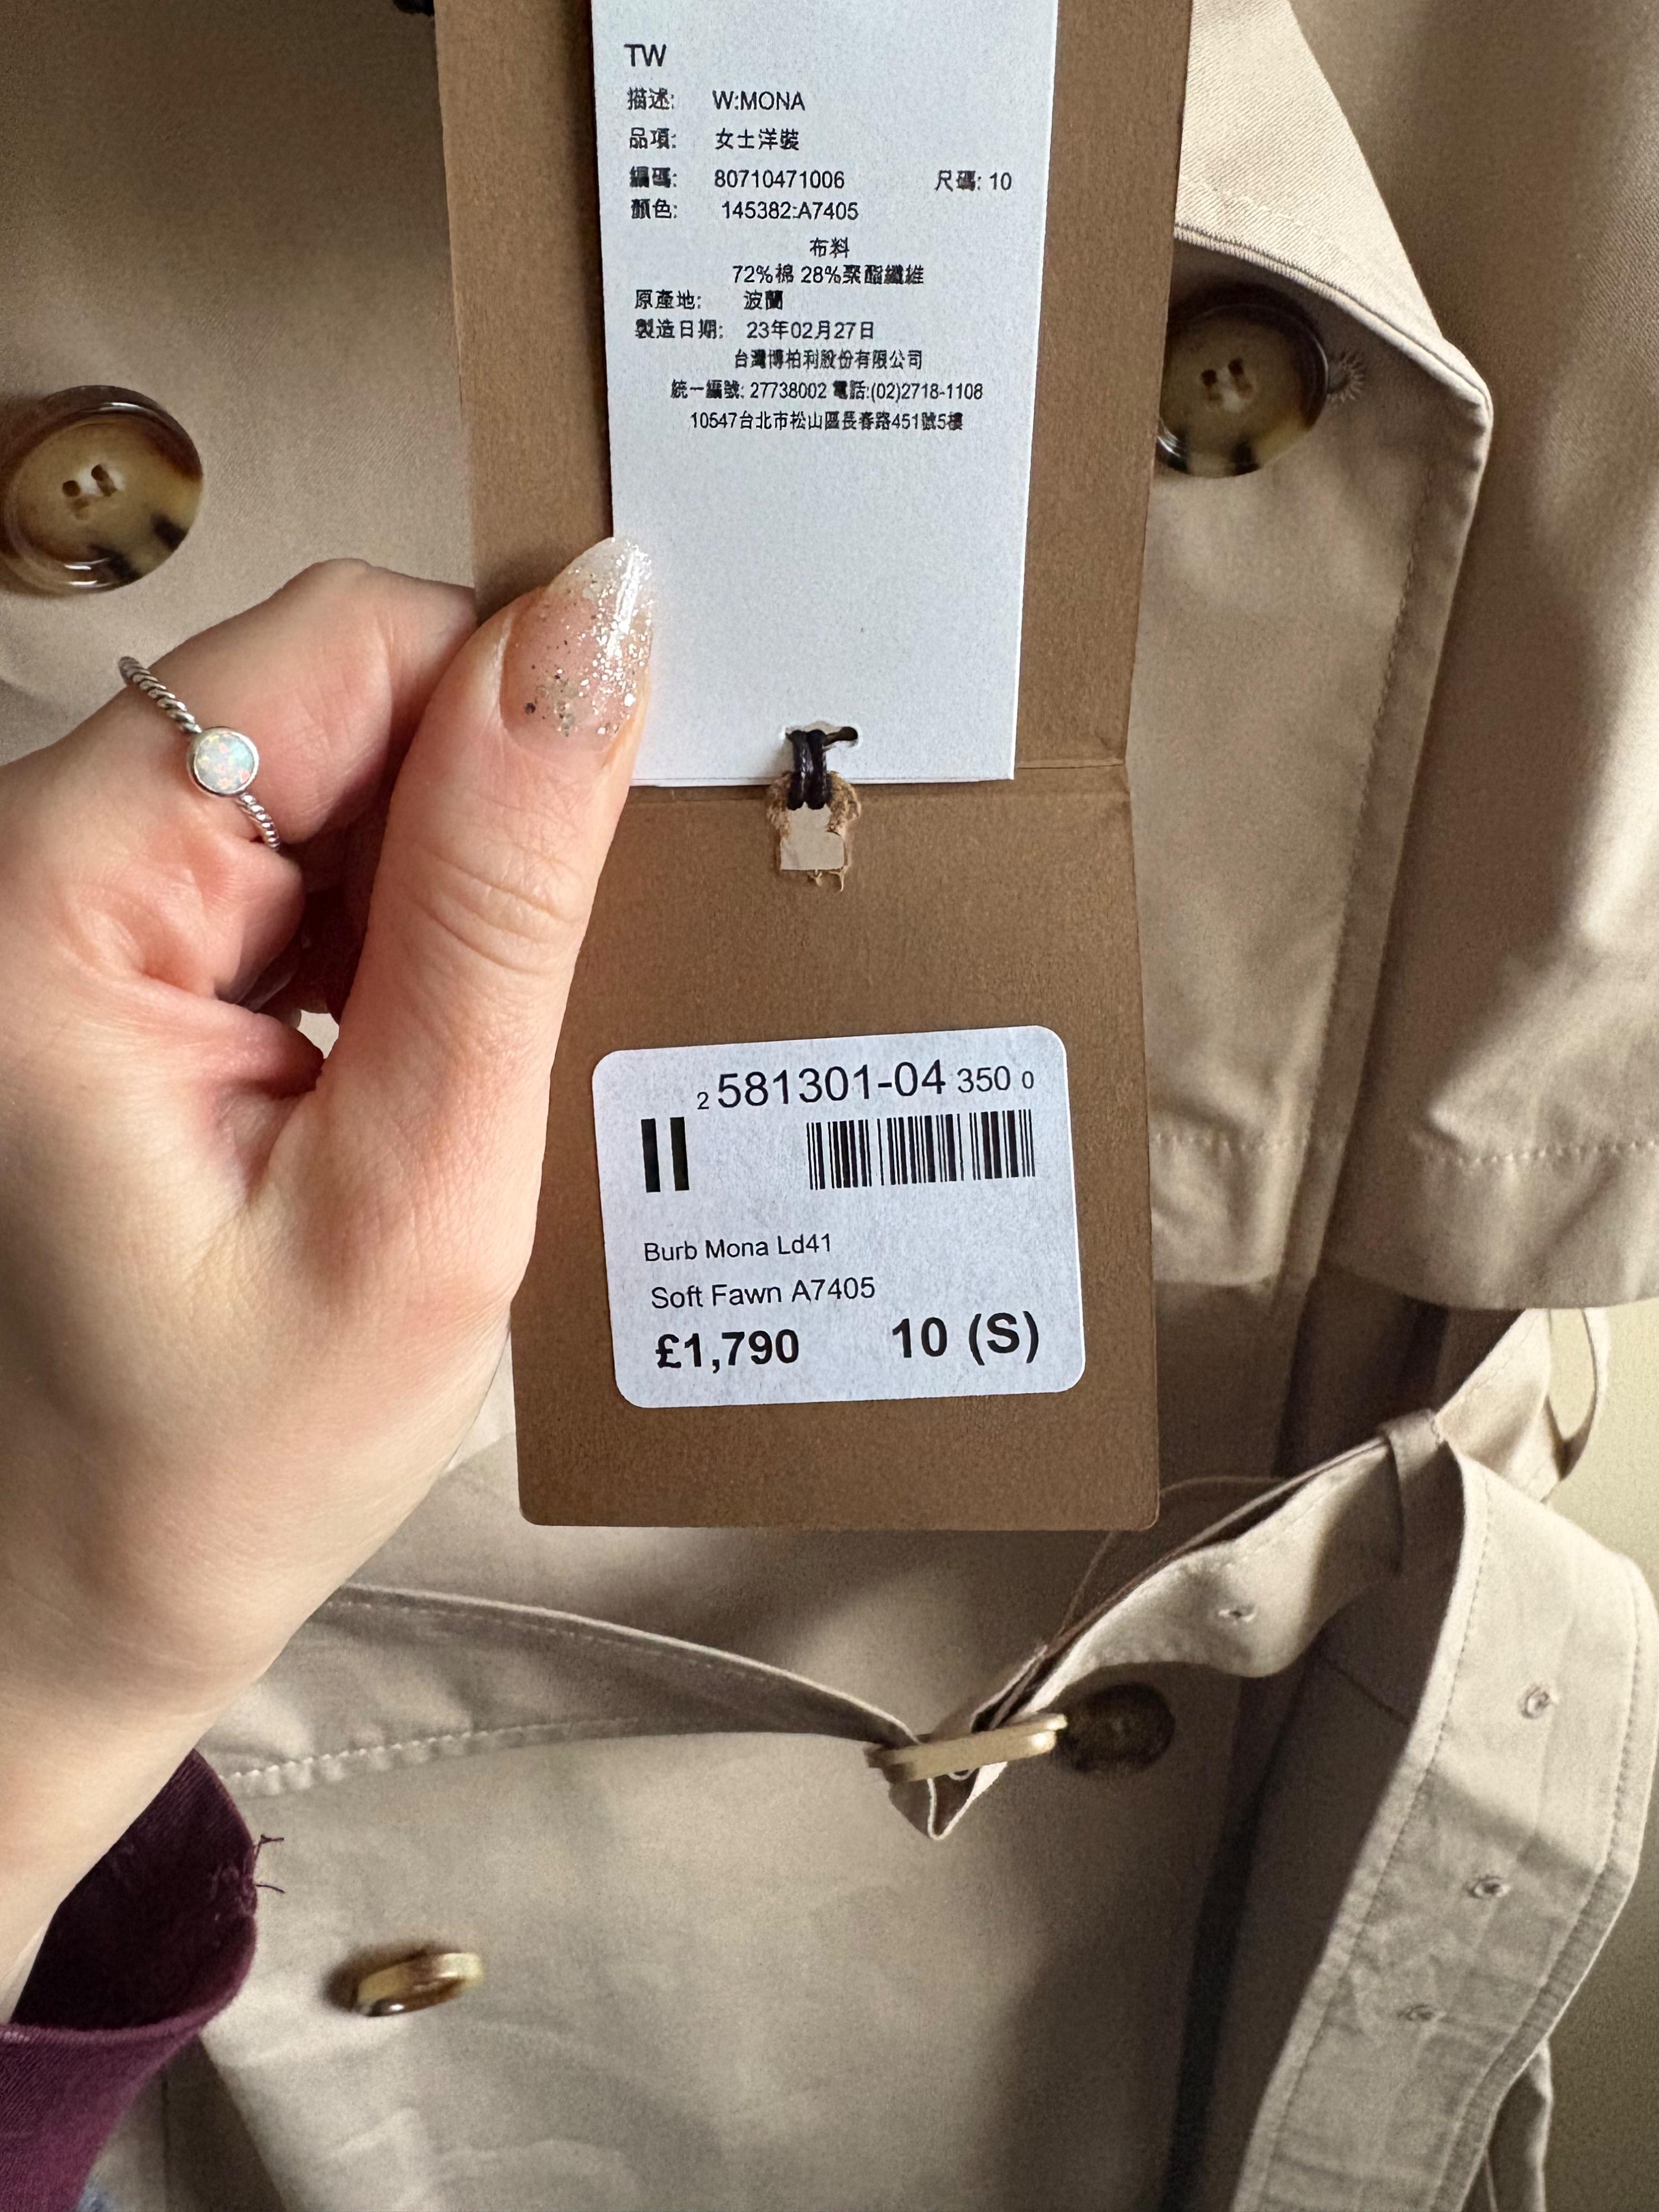 TW
描述: W:MONA
品項: 女士洋裝
編碼: 80710471006 尺碼: 10
顏色: 145382:A7405
布料
72%棉 28%聚酯纖維
原產地: 波蘭
製造日期: 23年02月27日
台灣博柏利股份有限公司
統一編號: 27738002 電話:(02)2718-1108
10547台北市松山區長春路451號5樓
2 581301-04 350 0
Burb Mona Ld41
Soft Fawn A7405
£1,790 10 (S)